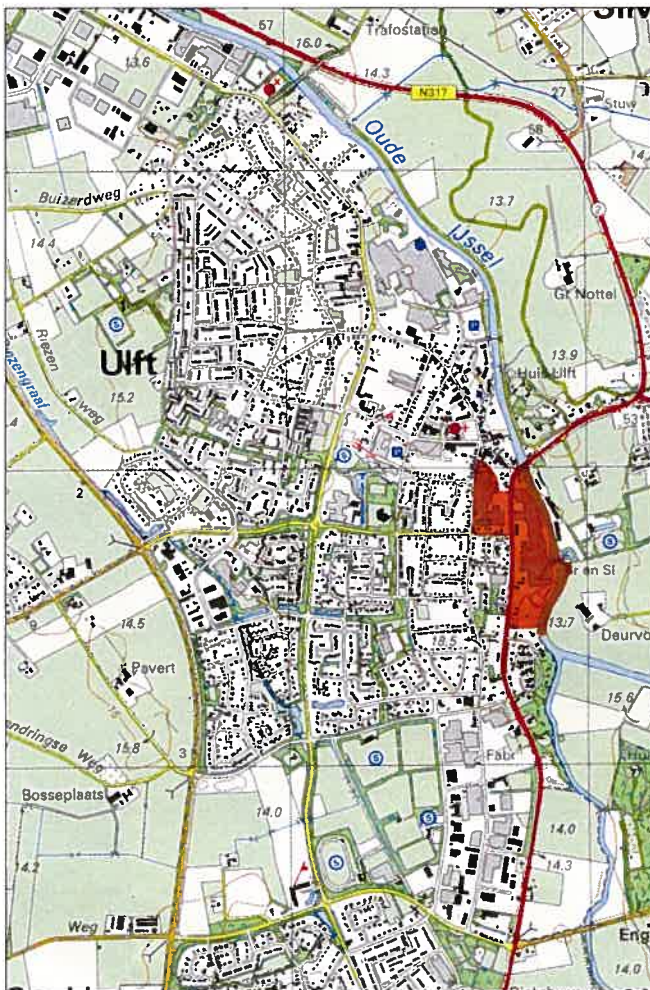 57
Trafostation
16.0
13.6
14.3
N317
27
Stuw
58
Oude
IJssel
Buizerdweg
13.7
14.4
Gr Nottel
Riezen
weg
Ulft
13.9
Huis Ulft
15.2
52
2
9
14.5
13.7
Deurvo
18.5
Pavert
15.6
15.8
3
Weg
Fabr
Bosseplaats
14.0
14.0
14.3
14.2
Weg
Eng
14.0